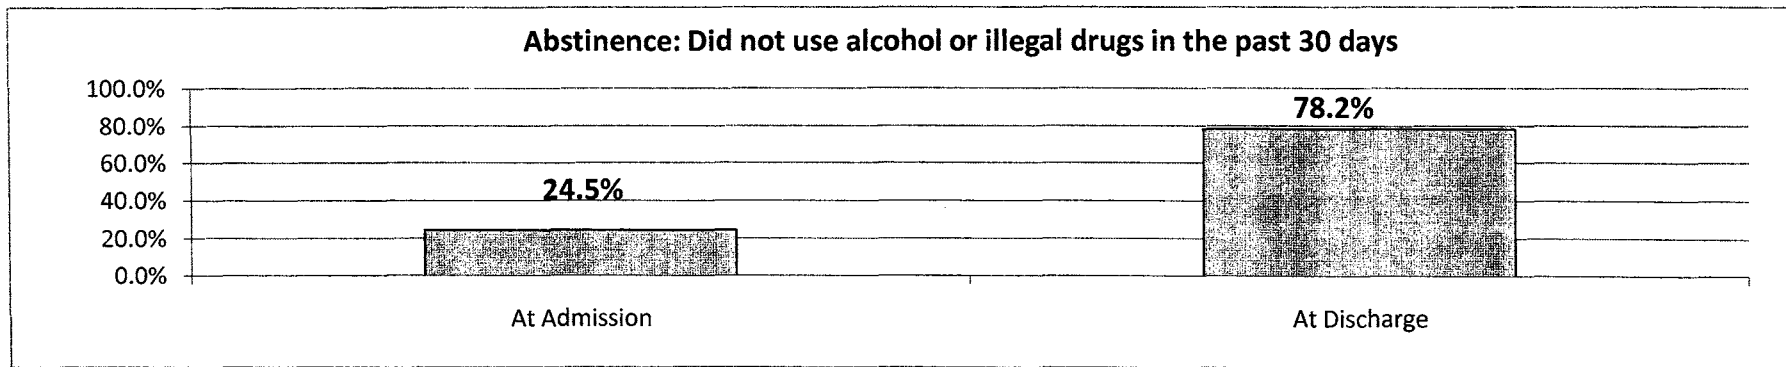 Abstinence: Did not use alcohol or illegal drugs in the past 30 days
100.0%
80.0%
60.0%
40.0%
20.0%
0.0%
24.5%
78.2%
At Admission
At Discharge